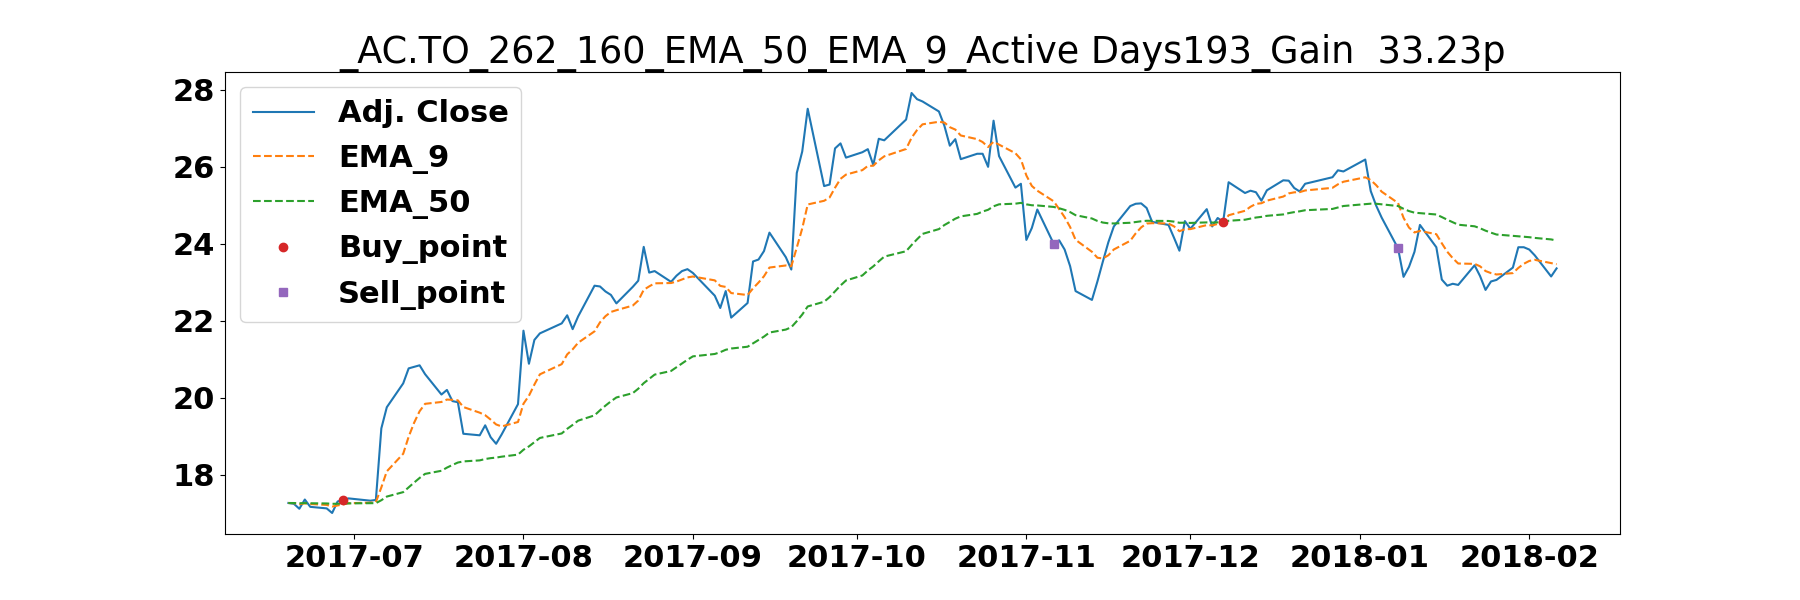 _AC.TO_262_160_EMA_50_EMA_9_Active Days193_Gain  33.23p
28
26
24
22
20
18
Adj. Close
EMA_9
EMA_50
Buy_point
Sell_point
2017-07 2017-08 2017-09 2017-10 2017-11 2017-12 2018-01 2018-02